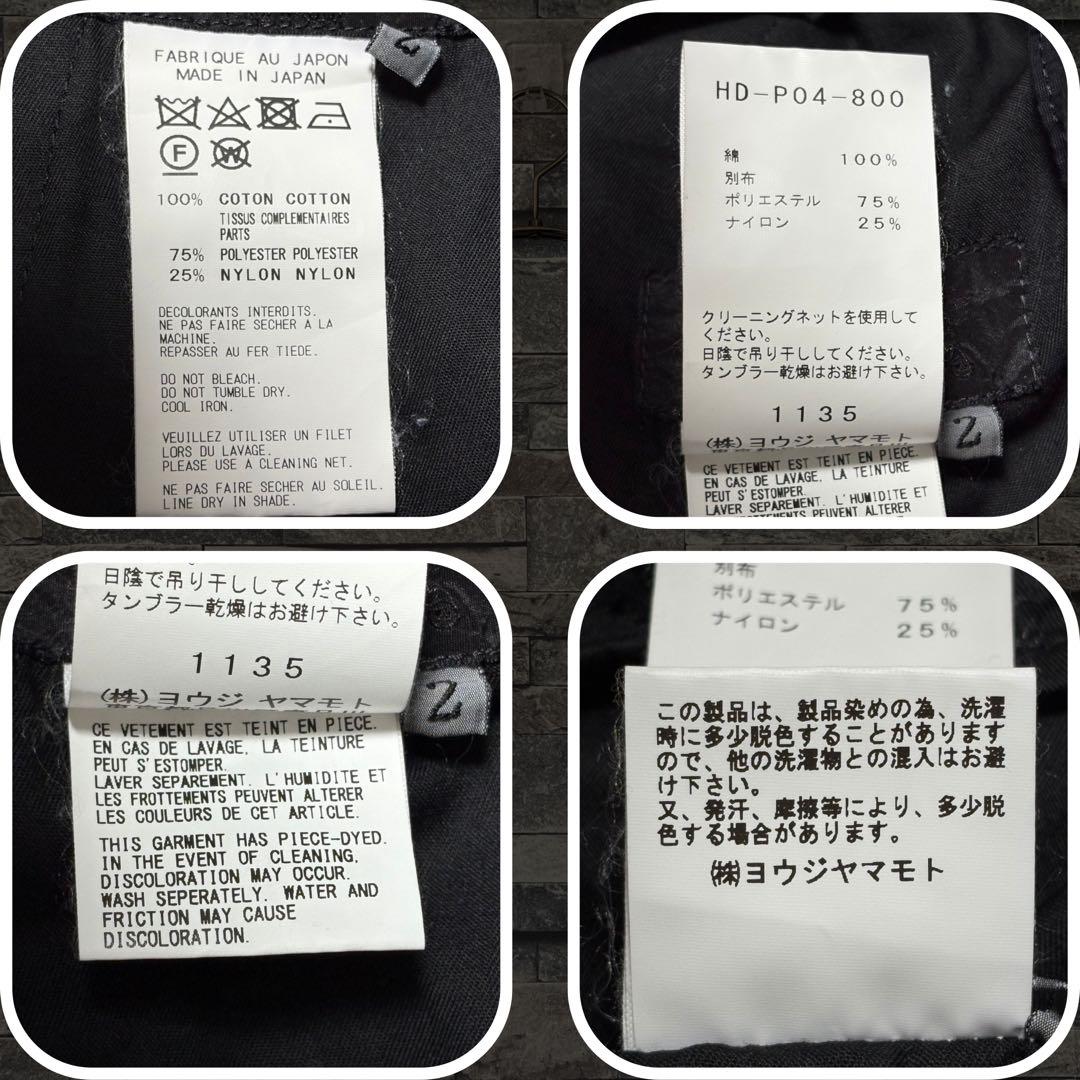 FABRIQUE AU JAPON
MADE IN JAPAN
F
W
100% COTON COTTON
TISSUS COMPLEMENTAIRES
PARTS
75% POLYESTER POLYESTER
25% NYLON NYLON
DECOLORANTS INTERDITS.
NE PAS FAIRE SECHER A LA
MACHINE.
REPASSER AU FER TIEDE.
DO NOT BLEACH.
DO NOT TUMBLE DRY.
COOL IRON.
VEUILLEZ UTILISER UN FILET
LORS DU LAVAGE.
PLEASE USE A CLEANING NET.
NE PAS FAIRE SECHER AU SOLEIL.
LINE DRY IN SHADE.
2
HD-P04-800
綿 100%
別布
ポリエステル 75%
ナイロン 25%
クリーニングネットを使用して
ください。
日陰で吊り干ししてください。
タンブラー乾燥はお避け下さい。
1135
(株)ヨウジ ヤマモト
2
CE VETEMENT EST TEINT EN PIECE.
EN CAS DE LAVAGE, LA TEINTURE
PEUT S'ESTOMPER.
LAVER SEPAREMENT. L'HUMIDITE ET
LES FROTTEMENTS PEUVENT ALTERER
日陰で吊り干ししてください。
タンブラー乾燥はお避け下さい。
1135
(株)ヨウジ ヤマモト
2
CE VETEMENT EST TEINT EN PIECE.
EN CAS DE LAVAGE, LA TEINTURE
PEUT S'ESTOMPER.
LAVER SEPAREMENT. L'HUMIDITE ET
LES FROTTEMENTS PEUVENT ALTERER
LES COULEURS DE CET ARTICLE.
THIS GARMENT HAS PIECE-DYED.
IN THE EVENT OF CLEANING,
DISCOLORATION MAY OCCUR.
WASH SEPERATELY. WATER AND
FRICTION MAY CAUSE
DISCOLORATION.
別布
ポリエステル 75%
ナイロン 25%
この製品は、製品染めの為、洗濯
時に多少脱色することがあります
ので、他の洗濯物との混入はお避
け下さい。
又、発汗、摩擦等により、多少脱
色する場合があります。
㈱ヨウジヤマモト